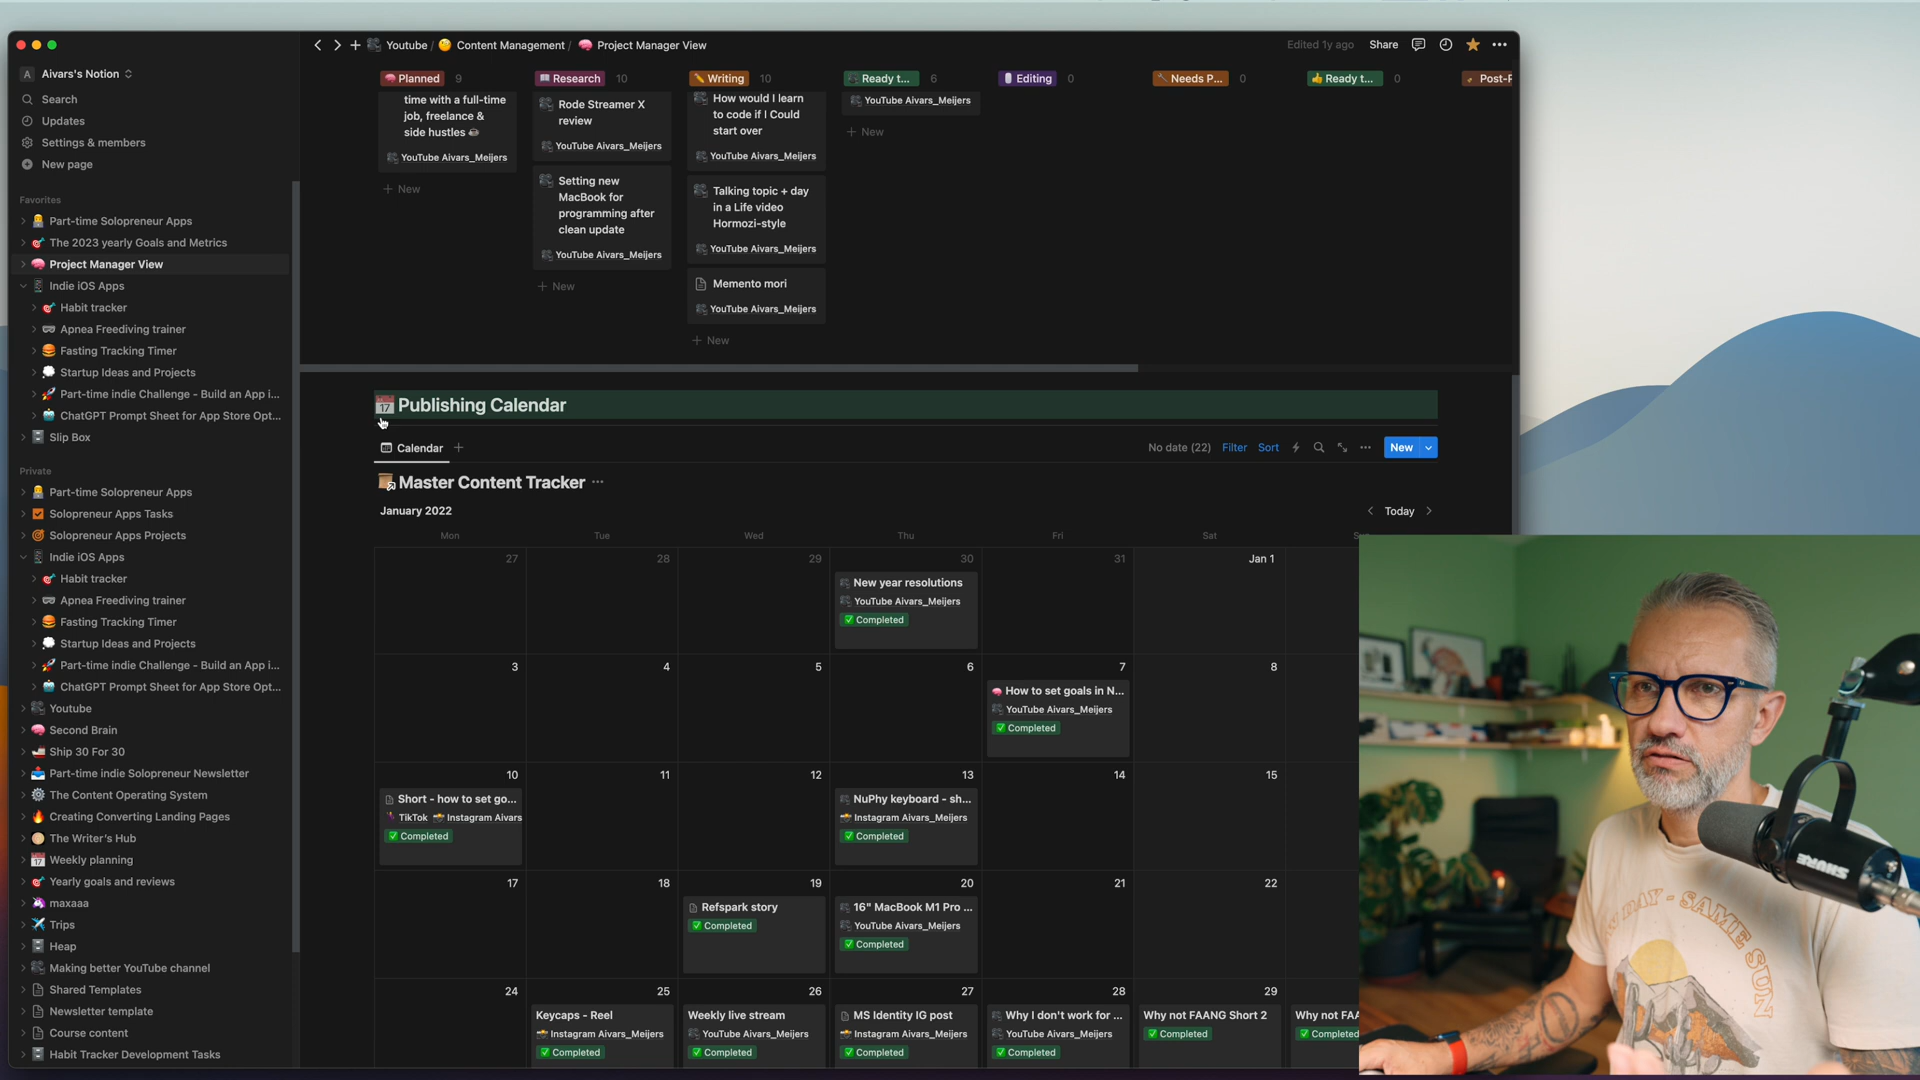 Youtube / Content Management / Project Manager View
Edited 1y ago
Share
A Aivars's Notion
Search
Updates
Settings & members
New page
Favorites
Part-time Solopreneur Apps
The 2023 yearly Goals and Metrics
Project Manager View
Indie iOS Apps
Habit tracker
Apnea Freediving trainer
Fasting Tracking Timer
Startup Ideas and Projects
Part-time indie Challenge - Build an App i...
ChatGPT Prompt Sheet for App Store Opt...
Slip Box
Private
Part-time Solopreneur Apps
Solopreneur Apps Tasks
Solopreneur Apps Projects
Indie iOS Apps
Habit tracker
Apnea Freediving trainer
Fasting Tracking Timer
Startup Ideas and Projects
Part-time indie Challenge - Build an App i...
ChatGPT Prompt Sheet for App Store Opt...
Youtube
Second Brain
Ship 30 For 30
Part-time indie Solopreneur Newsletter
The Content Operating System
Creating Converting Landing Pages
The Writer's Hub
Weekly planning
Yearly goals and reviews
maxaaa
Trips
Heap
Making better YouTube channel
Shared Templates
Newsletter template
Course content
Habit Tracker Development Tasks
Planned 9
time with a full-time
job, freelance &
side hustles
YouTube Aivars_Meijers
New
Research 10
Rode Streamer X
review
YouTube Aivars_Meijers
Setting new
MacBook for
programming after
clean update
YouTube Aivars_Meijers
New
Writing 10
How would I learn
to code if I Could
start over
YouTube Aivars_Meijers
Talking topic + day
in a Life video
Hormozi-style
YouTube Aivars_Meijers
Memento mori
YouTube Aivars_Meijers
New
Ready t... 6
YouTube Aivars_Meijers
New
Editing 0
Needs P... 0
Ready t... 0
Post-P
17 Publishing Calendar
Calendar
No date (22) Filter Sort New
Master Content Tracker
January 2022
Today
Mon Tue Wed Thu Fri Sat
27 28 29 30 31 Jan 1
New year resolutions
YouTube Aivars_Meijers
Completed
3 4 5 6 7 8
How to set goals in N...
YouTube Aivars_Meijers
Completed
10 11 12 13 14 15
Short - how to set go...
TikTok Instagram Aivars
Completed
NuPhy keyboard - sh...
Instagram Aivars_Meijers
Completed
17 18 19 20 21 22
Refspark story
Completed
16" MacBook M1 Pro ...
YouTube Aivars_Meijers
Completed
24 25 26 27 28 29
Keycaps - Reel
Instagram Aivars_Meijers
Completed
Weekly live stream
YouTube Aivars_Meijers
Completed
MS Identity IG post
Instagram Aivars_Meijers
Completed
Why I don't work for ...
YouTube Aivars_Meijers
Completed
Why not FAANG Short 2
Completed
Why not FAA
Completed
SHURE
DAY - SAME SUN